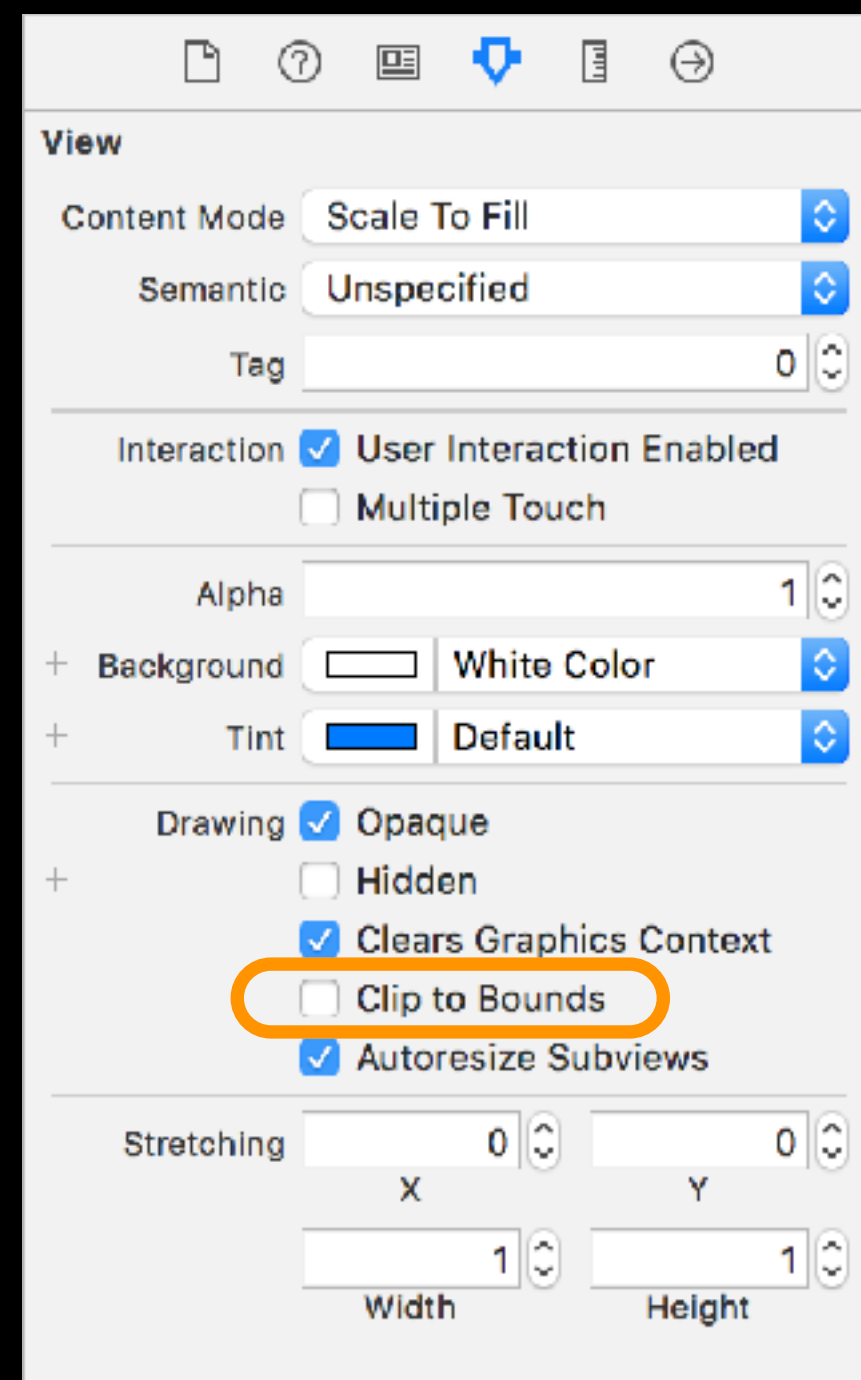 View
Content Mode Scale To Fill
Semantic Unspecified
Tag 0
Interaction User Interaction Enabled
Multiple Touch
Alpha 1
+ Background White Color
+ Tint Default
Drawing Opaque
+ Hidden
Clears Graphics Context
Clip to Bounds
Autoresize Subviews
Stretching 0 0
X Y
1 1
Width Height